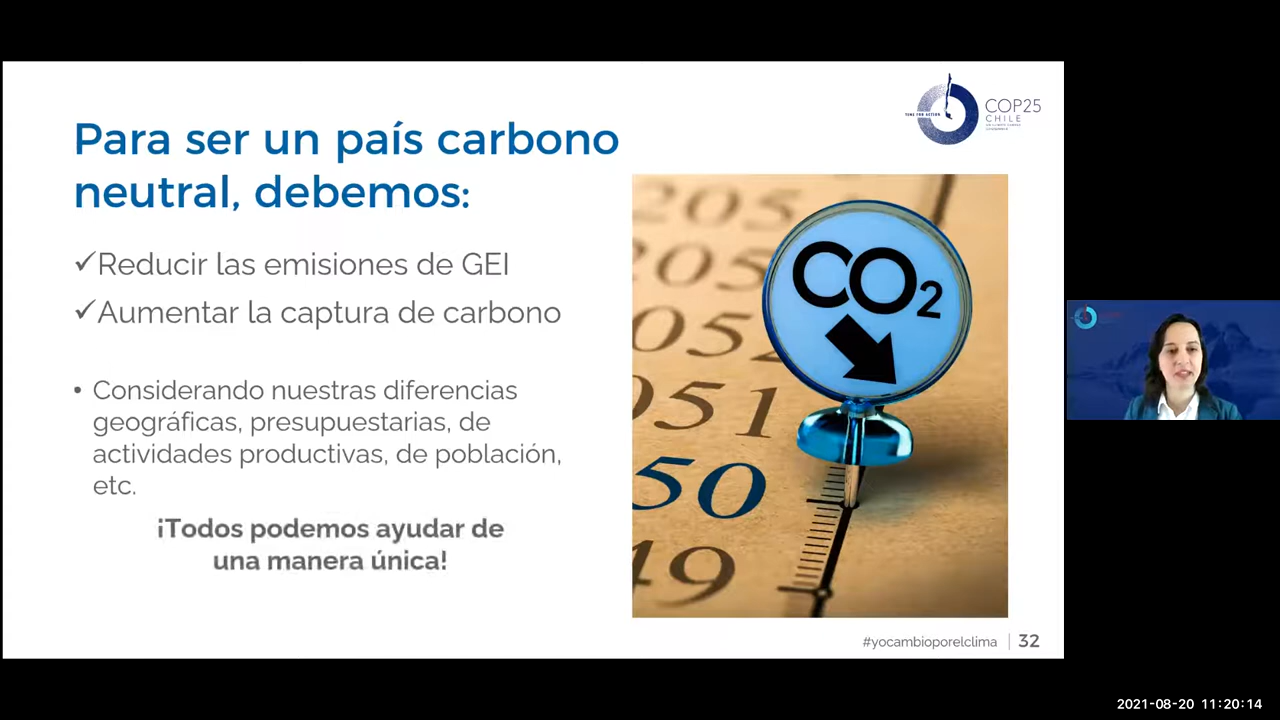 COP25
CHILE
Para ser un país carbono
neutral, debemos:
✓Reducir las emisiones de GEI
✓Aumentar la captura de carbono
• Considerando nuestras diferencias
geográficas, presupuestarias, de
actividades productivas, de población,
etc.
¡Todos podemos ayudar de
una manera única!
CO2
205
205
052
051
50
49
#yocambioporelclima | 32
2021-08-20 11:20:14